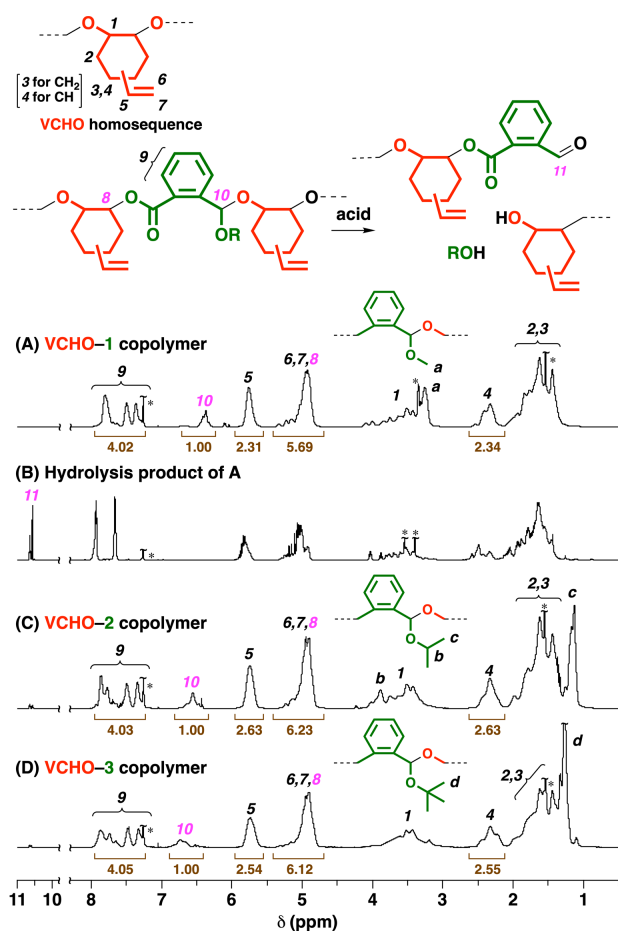 O 1 O
2
6
[3 for CH2
4 for CH]
3,4
5 7
VCHO homosequence
9
8 10
O O O O
O OR
acid
O O O
O 11
HO
ROH
(A) VCHO–1 copolymer
O
O
a
9 10 5 6,7,8 1 * a 4 2,3 *
*
4.02 1.00 2.31 5.69 2.34
(B) Hydrolysis product of A
11
* * *
(C) VCHO–2 copolymer
O
O c
b
9 10 5 6,7,8 b 1 4 2,3 c
* *
4.03 1.00 2.63 6.23 2.63
(D) VCHO–3 copolymer
O
O d
9 10 5 6,7,8 1 4 2,3 d
* *
4.05 1.00 2.54 6.12 2.55
11 10 8 7 6 5 4 3 2 1
δ (ppm)